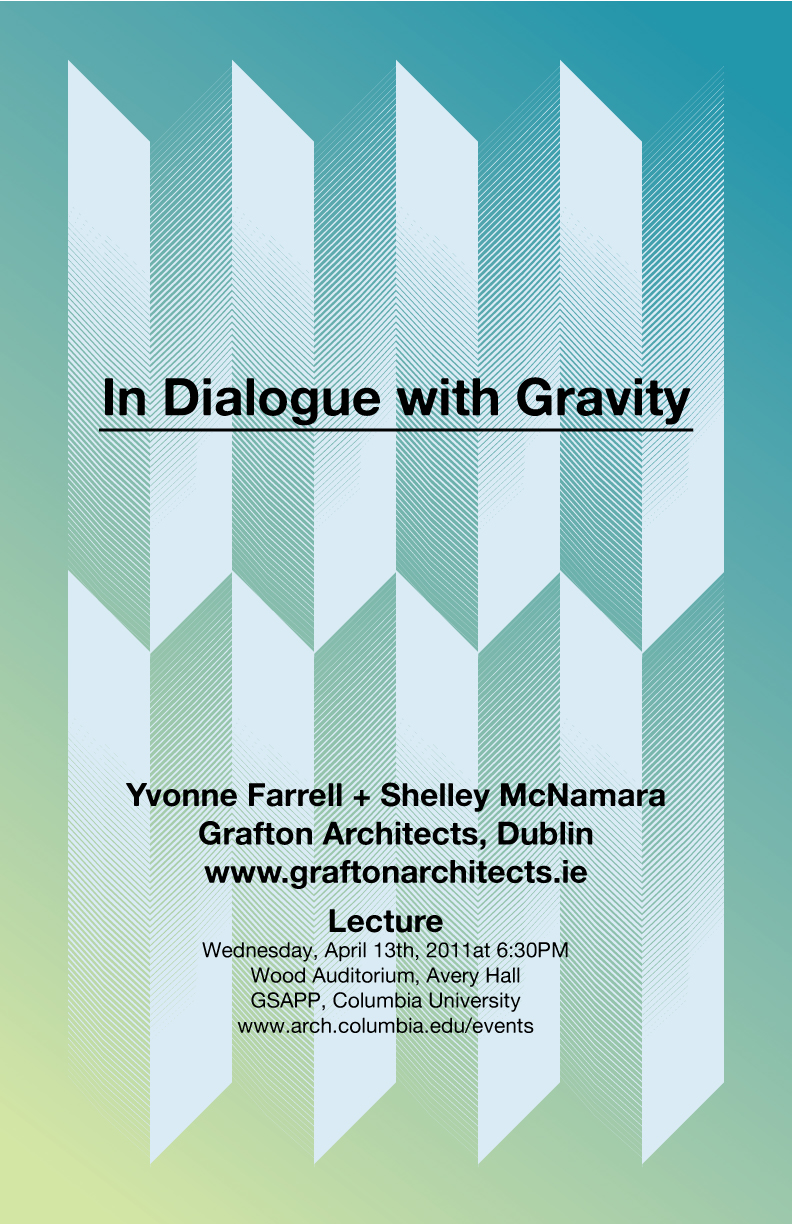 In Dialogue with Gravity
Yvonne Farrell + Shelley McNamara
Grafton Architects, Dublin
www.graftonarchitects.ie
Lecture
Wednesday, April 13th, 2011at 6:30PM
Wood Auditorium, Avery Hall
GSAPP, Columbia University
www.arch.columbia.edu/events